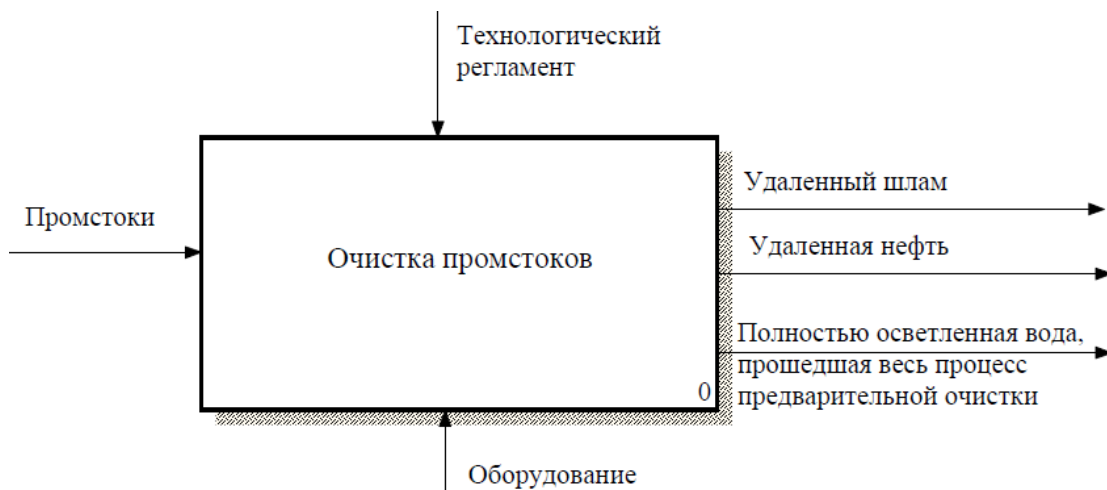 Технологический
регламент
Удаленный шлам
Промстоки
Удаленная нефть
Очистка промстоков
Полностью осветленная вода,
прошедшая весь процесс
предварительной очистки
0
Оборудование